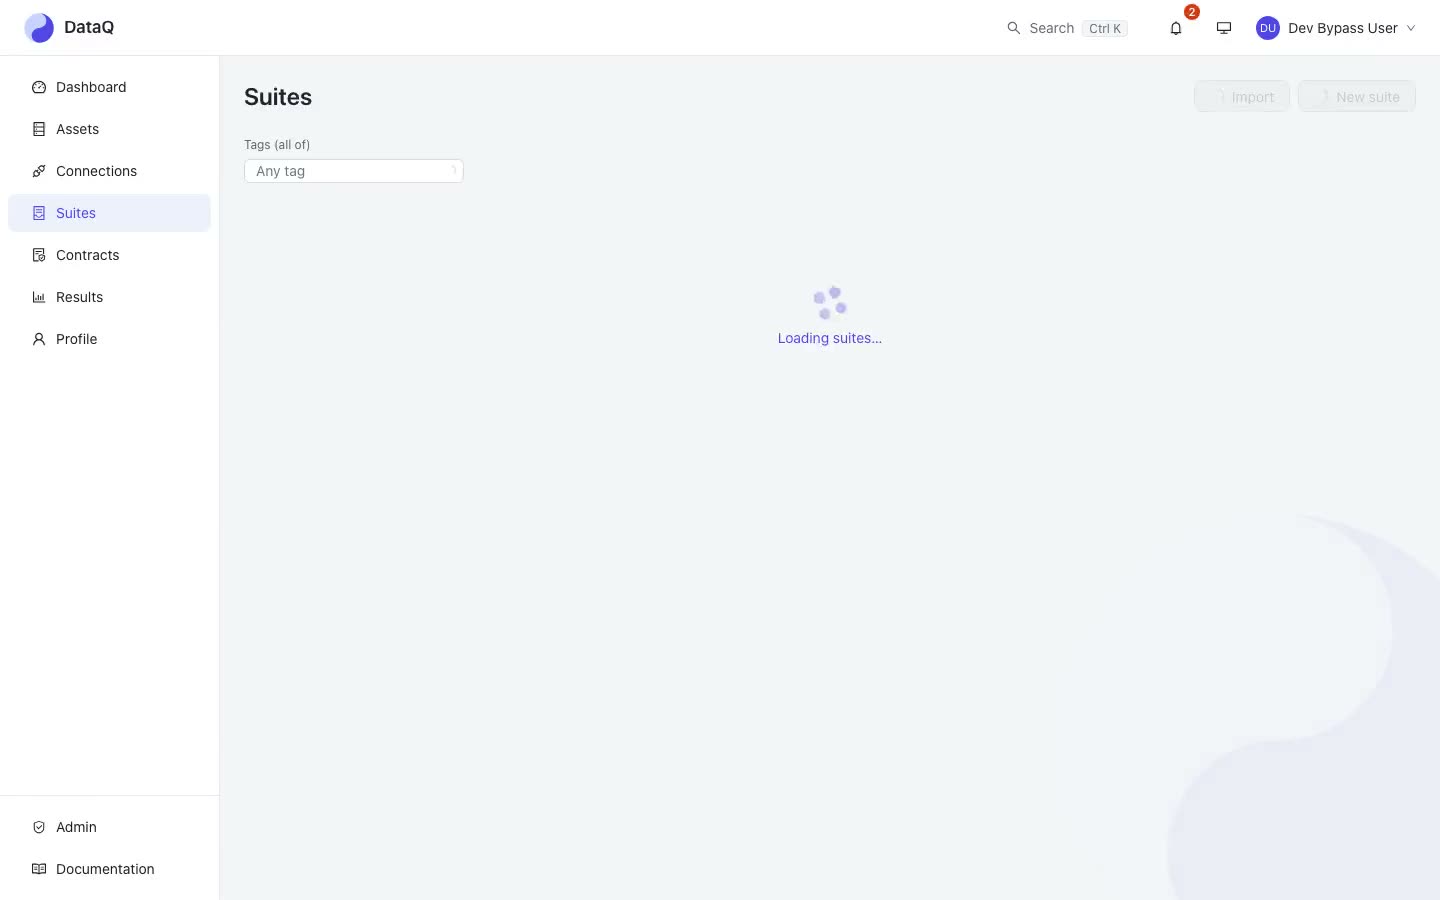 DataQ
Search Ctrl K
2
DU Dev Bypass User
Dashboard
Assets
Connections
Suites
Contracts
Results
Profile
Admin
Documentation
Suites
Import
New suite
Tags (all of)
Any tag
Loading suites...